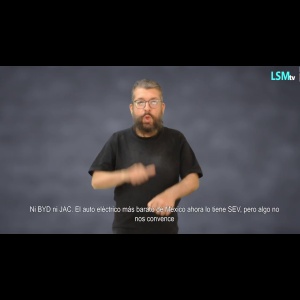 LSMtv
Ni BYD ni JAC. El auto eléctrico más barato de México ahora lo tiene SEV, pero algo no
nos convence